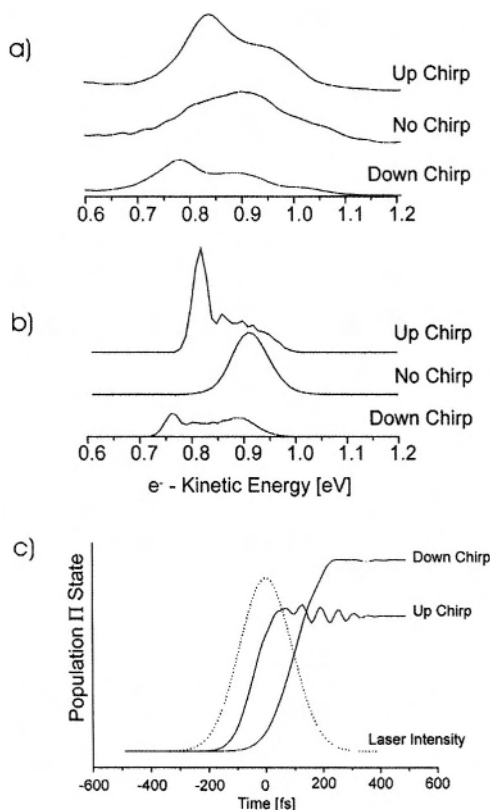 a)
Up Chirp
No Chirp
Down Chirp
0.6 0.7 0.8 0.9 1.0 1.1 1.2
b)
Up Chirp
No Chirp
Down Chirp
0.6 0.7 0.8 0.9 1.0 1.1 1.2
e⁻ - Kinetic Energy [eV]
c)
Population Π State
Down Chirp
Up Chirp
Laser Intensity
-600 -400 -200 0 200 400 600
Time [fs]